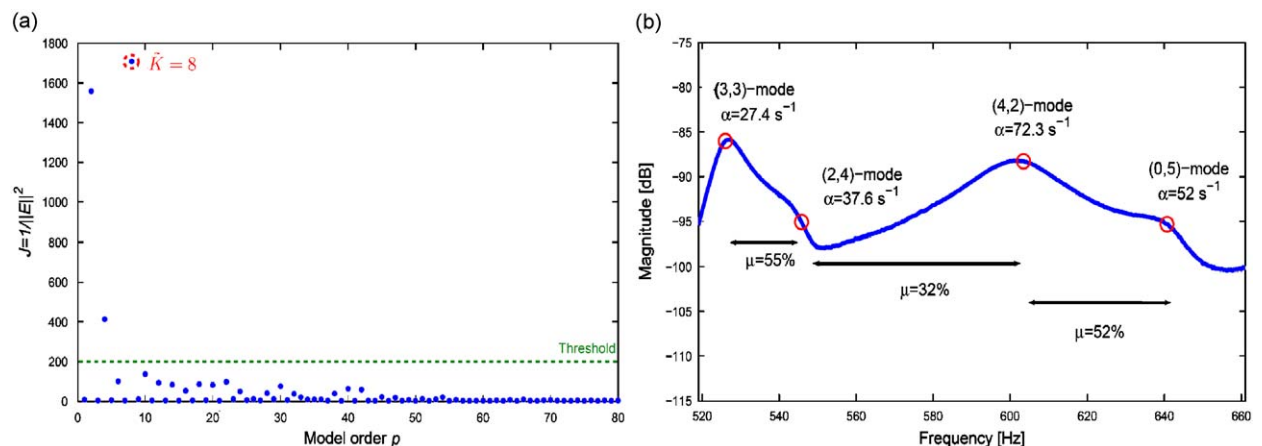 (a)
1800
1600
1400
1200
1000
800
600
400
200
0
J=1/||E||²
K̃ = 8
Threshold
0 10 20 30 40 50 60 70 80
Model order p
(b)
-75
-80
-85
-90
-95
-100
-105
-110
-115
Magnitude [dB]
(3,3)-mode
α=27.4 s⁻¹
(4,2)-mode
α=72.3 s⁻¹
(2,4)-mode
α=37.6 s⁻¹
(0,5)-mode
α=52 s⁻¹
μ=55%
μ=32%
μ=52%
520 540 560 580 600 620 640 660
Frequency [Hz]